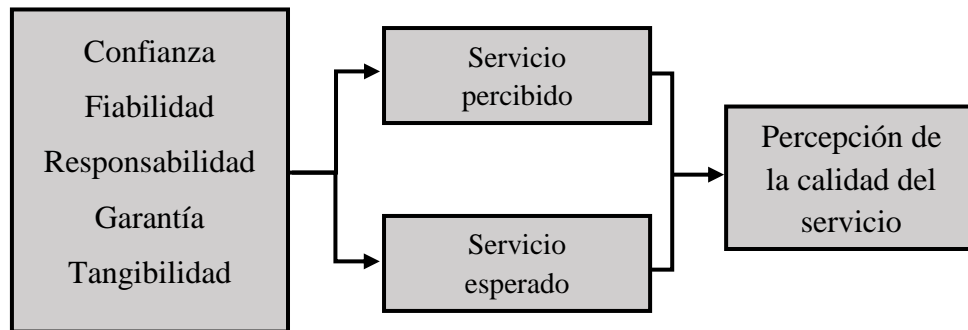 Confianza
Fiabilidad
Responsabilidad
Garantía
Tangibilidad
Servicio
percibido
Servicio
esperado
Percepción de
la calidad del
servicio